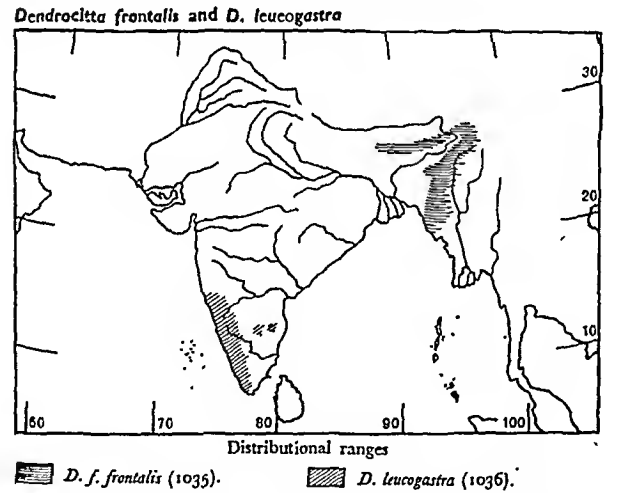 Dendrocitta frontalis and D. leucogastra
30
20
10
60 70 80 90 100
Distributional ranges
D. f. frontalis (1035). D. leucogastra (1036).